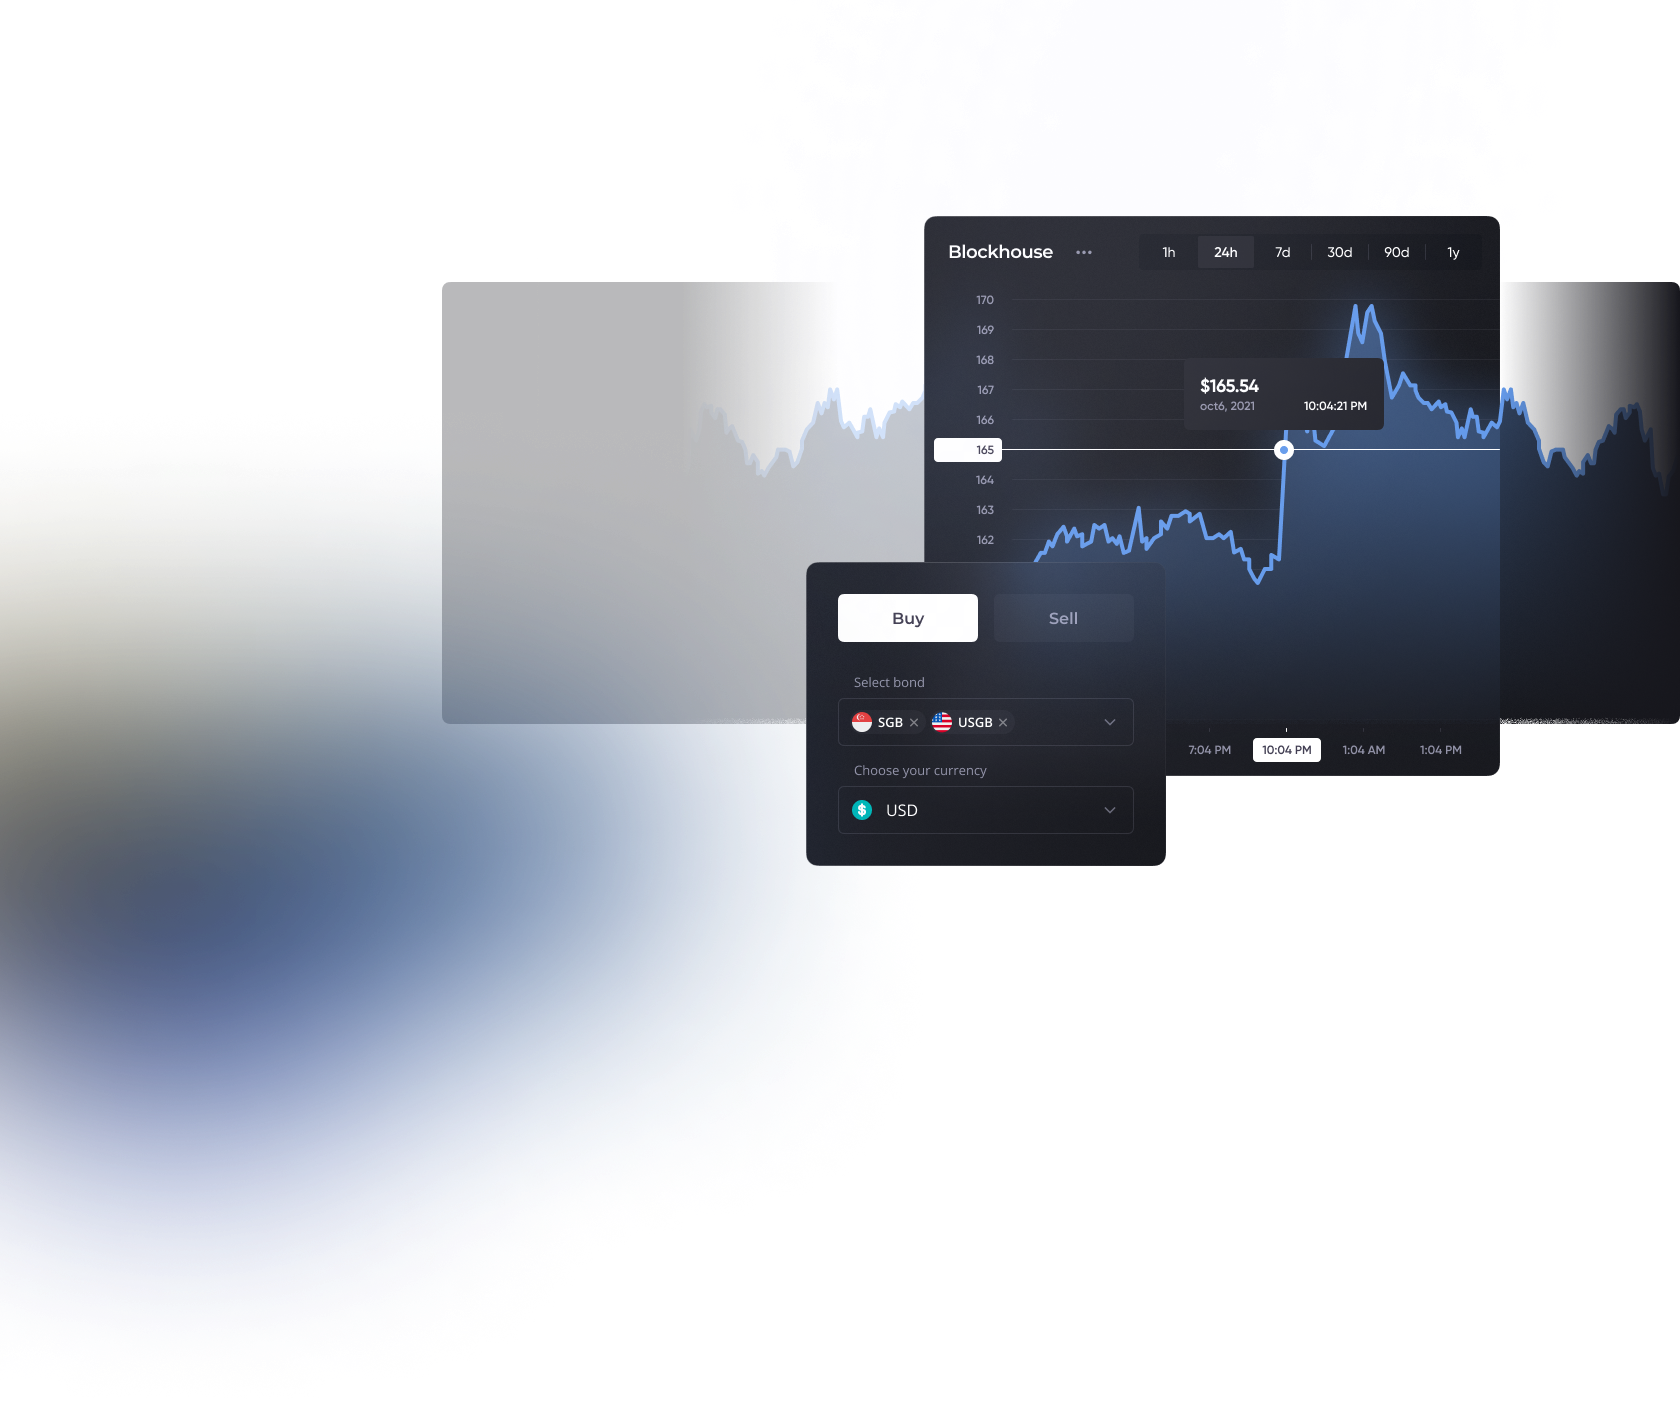 Blockhouse
1h 24h 7d 30d 90d 1y
170
169
168
167
$165.54
oct6, 2021 10:04:21 PM
166
165
164
163
162
Buy Sell
Select bond
SGB USGB
Choose your currency
USD
7:04 PM 10:04 PM 1:04 AM 1:04 PM